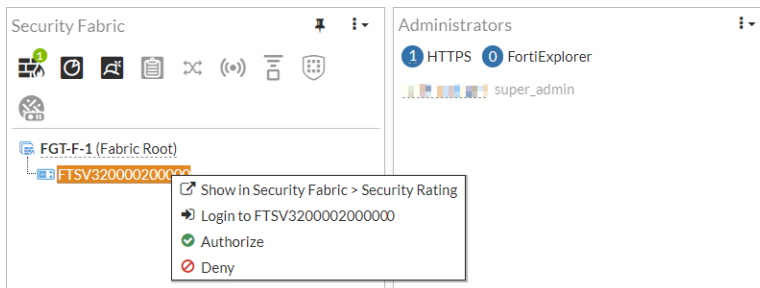 Security Fabric
1
FGT-F-1 (Fabric Root)
FTSV320000200000
Show in Security Fabric > Security Rating
Login to FTSV3200002000000
Authorize
Deny
Administrators
1 HTTPS 0 FortiExplorer
super_admin